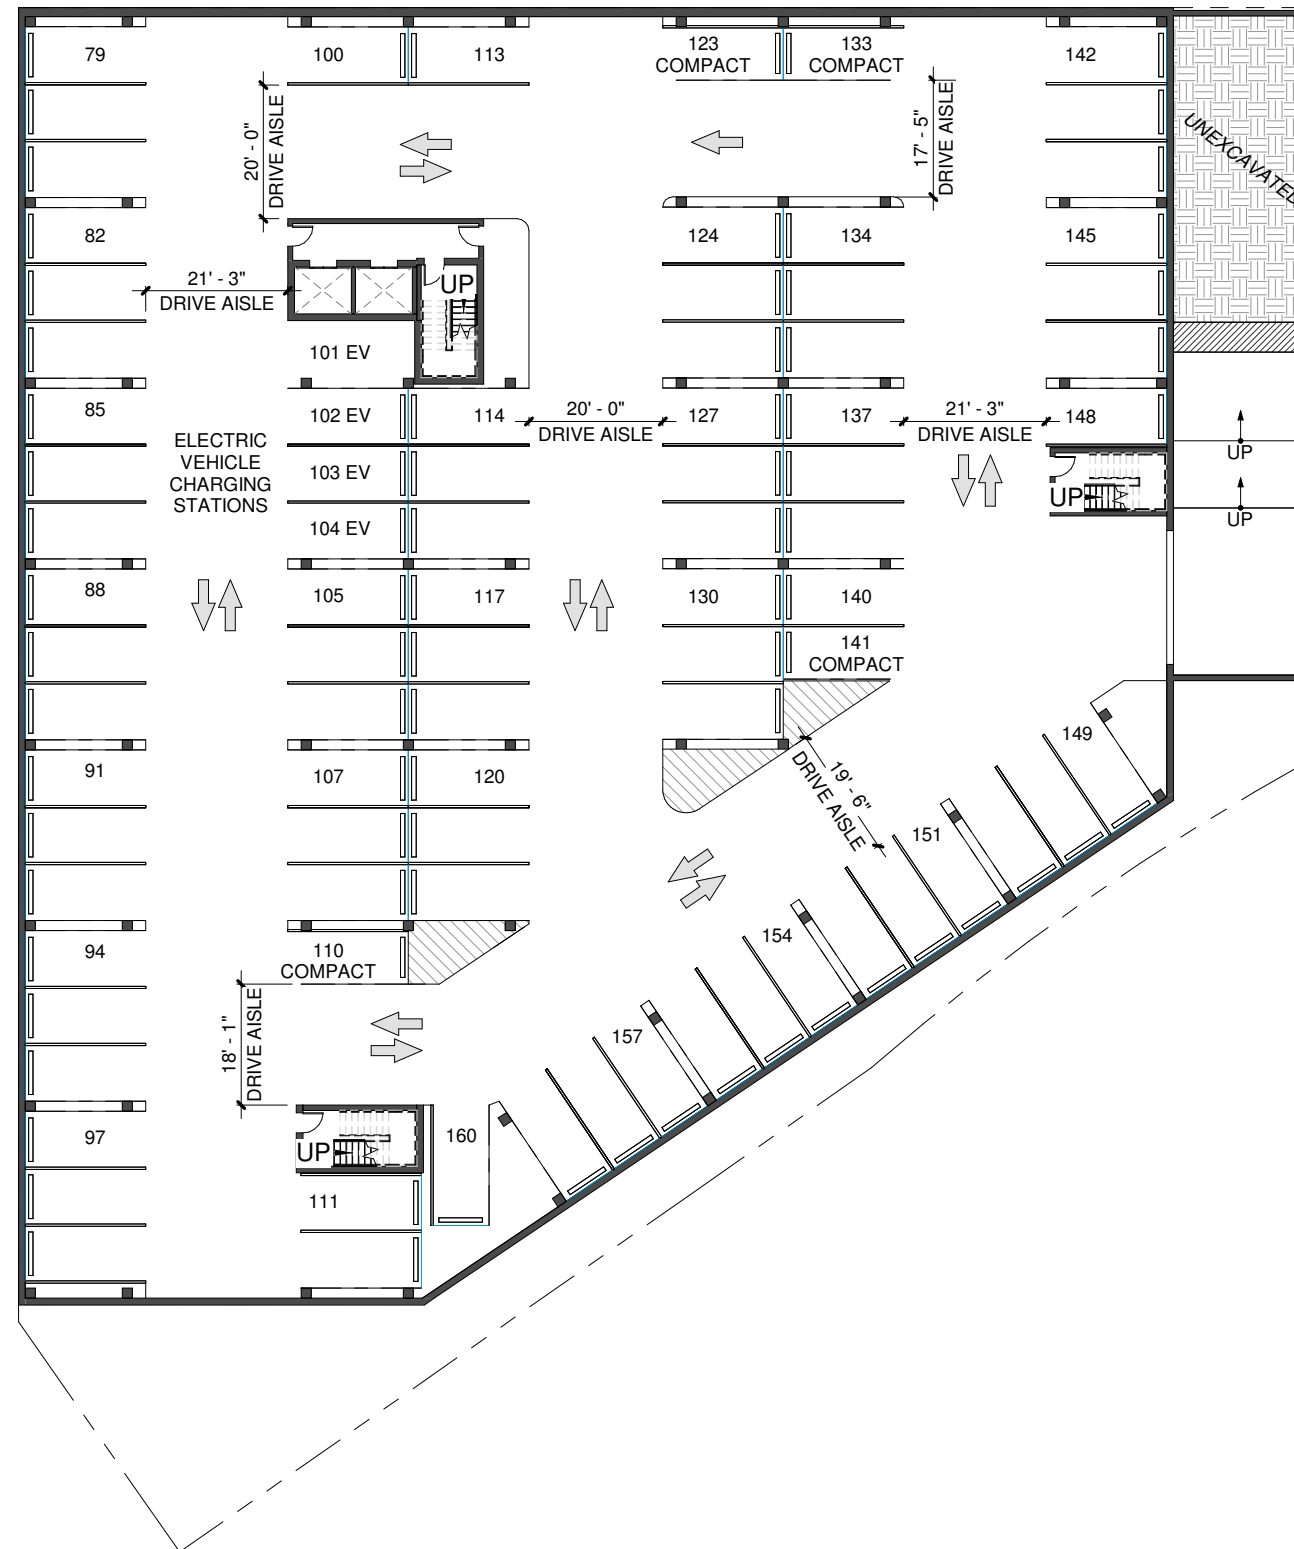 79
100
113
123
COMPACT
133
COMPACT
142
20' - 0"
DRIVE AISLE
17' - 5"
DRIVE AISLE
UNEXCAVATED
82
124
134
145
21' - 3"
DRIVE AISLE
UP
101 EV
85
102 EV
114
20' - 0"
DRIVE AISLE
127
137
21' - 3"
DRIVE AISLE
148
ELECTRIC
VEHICLE
CHARGING
STATIONS
103 EV
UP
UP
104 EV
UP
88
105
117
130
140
141
COMPACT
91
107
120
19' - 6"
DRIVE AISLE
149
151
94
110
COMPACT
154
18' - 1"
DRIVE AISLE
157
97
UP
160
111